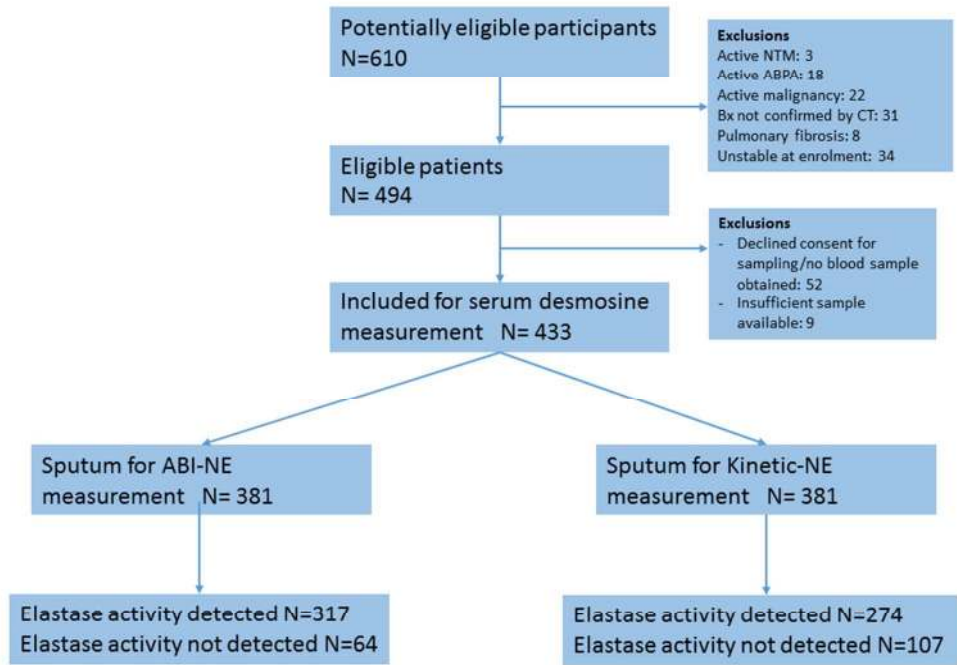 Potentially eligible participants
N=610
Exclusions
Active NTM: 3
Active ABPA: 18
Active malignancy: 22
Bx not confirmed by CT: 31
Pulmonary fibrosis: 8
Unstable at enrolment: 34
Eligible patients
N= 494
Exclusions
- Declined consent for
sampling/no blood sample
obtained: 52
- Insufficient sample
available: 9
Included for serum desmosine
measurement N= 433
Sputum for ABI-NE
measurement N= 381
Sputum for Kinetic-NE
measurement N= 381
Elastase activity detected N=317
Elastase activity not detected N=64
Elastase activity detected N=274
Elastase activity not detected N=107